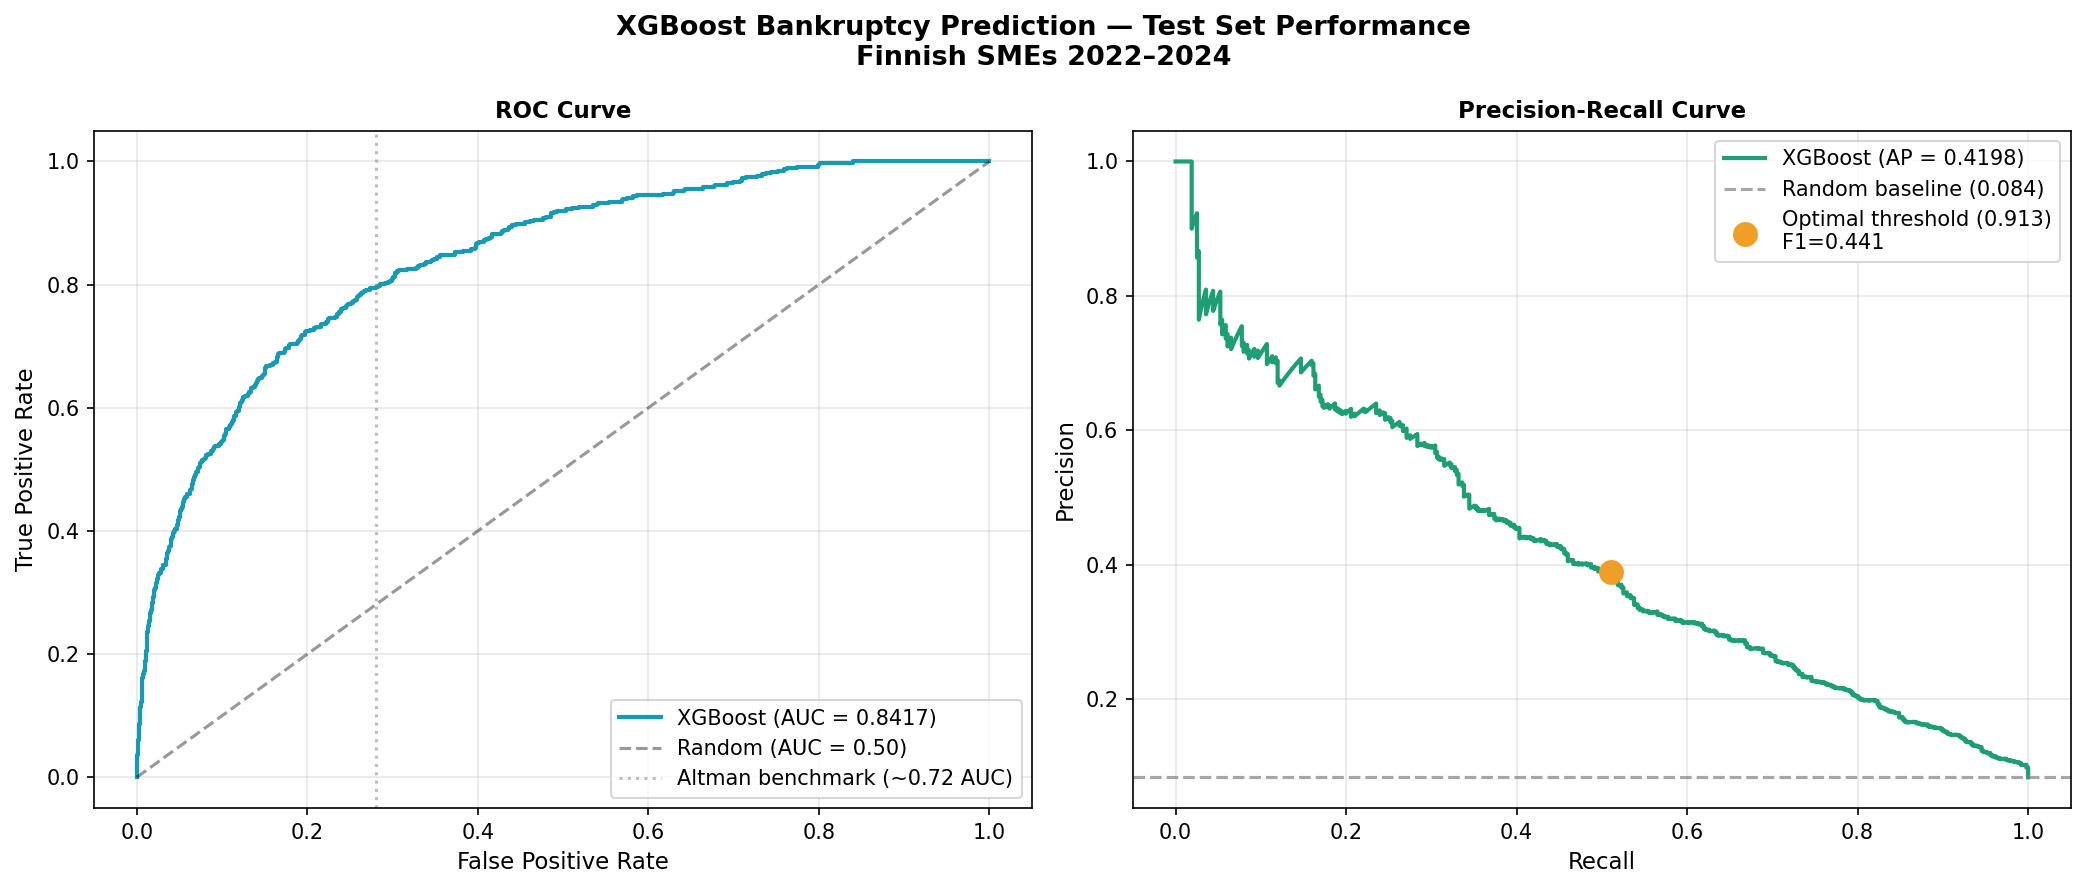 XGBoost Bankruptcy Prediction — Test Set Performance
Finnish SMEs 2022–2024
ROC Curve
True Positive Rate
1.0
0.8
0.6
0.4
0.2
0.0
XGBoost (AUC = 0.8417)
Random (AUC = 0.50)
Altman benchmark (~0.72 AUC)
0.0 0.2 0.4 0.6 0.8 1.0
False Positive Rate
Precision-Recall Curve
Precision
1.0
0.8
0.6
0.4
0.2
XGBoost (AP = 0.4198)
Random baseline (0.084)
Optimal threshold (0.913)
F1=0.441
0.0 0.2 0.4 0.6 0.8 1.0
Recall